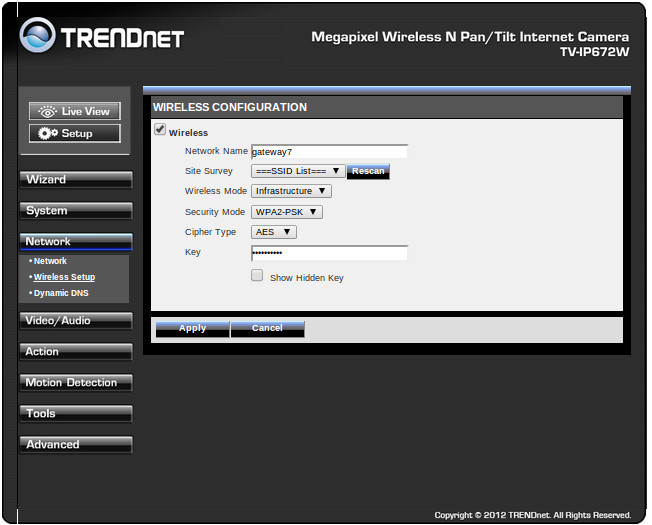 TRENDNET
Megapixel Wireless N Pan/Tilt Internet Camera
TV-IP672W
Live View
Setup
Wizard
System
Network
• Network
• Wireless Setup
• Dynamic DNS
Video/Audio
Action
Motion Detection
Tools
Advanced
WIRELESS CONFIGURATION
Wireless
Network Name gateway7
Site Survey ===SSID List=== Rescan
Wireless Mode Infrastructure
Security Mode WPA2-PSK
Cipher Type AES
Key ••••••••••
Show Hidden Key
Apply Cancel
Copyright © 2012 TRENDnet. All Rights Reserved.